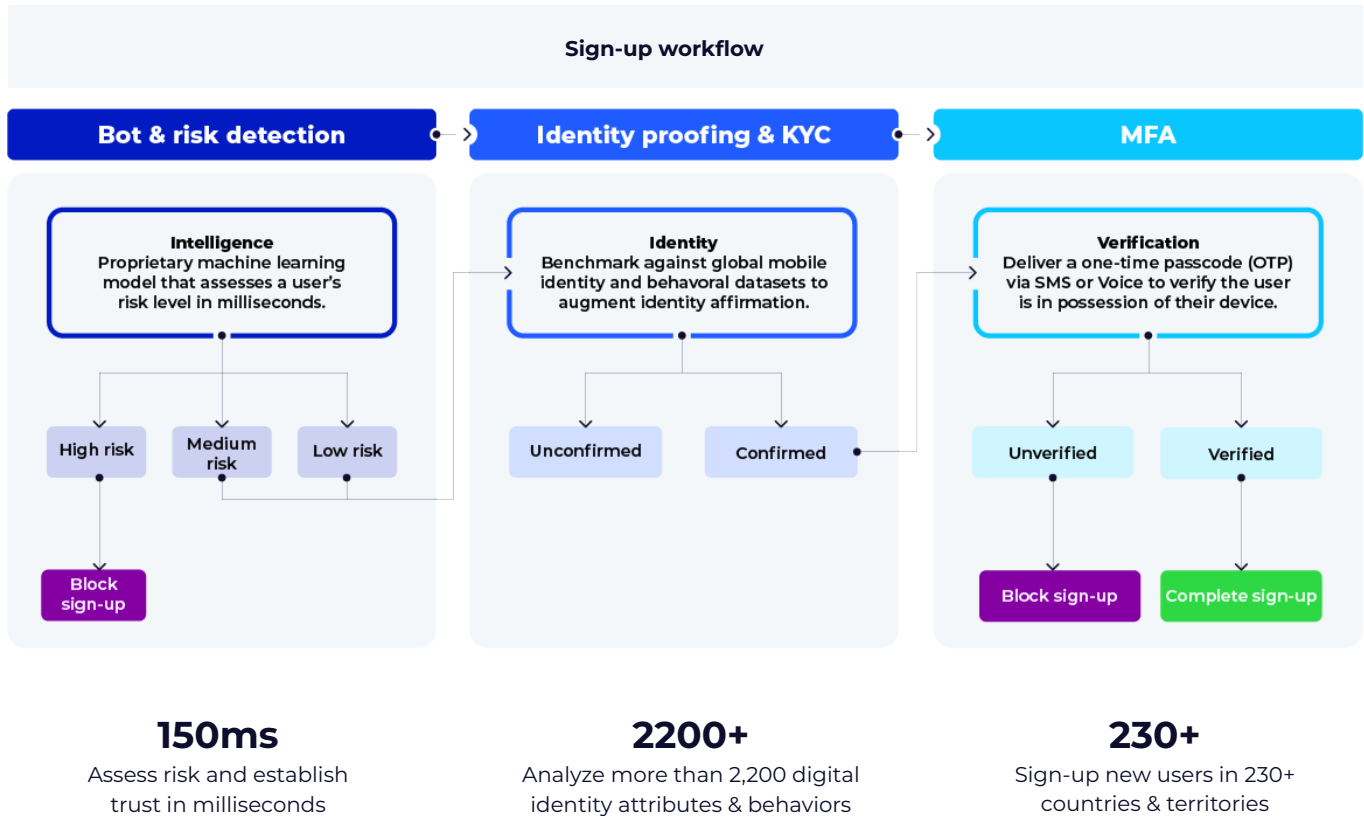 Sign-up workflow
Bot & risk detection
Identity proofing & KYC
MFA
Intelligence
Proprietary machine learning
model that assesses a user's
risk level in milliseconds.
Identity
Benchmark against global mobile
identity and behavoral datasets to
augment identity affirmation.
Verification
Deliver a one-time passcode (OTP)
via SMS or Voice to verify the user
is in possession of their device.
High risk
Medium
risk
Low risk
Unconfirmed
Confirmed
Unverified
Verified
Block
sign-up
Block sign-up
Complete sign-up
150ms
Assess risk and establish
trust in milliseconds
2200+
Analyze more than 2,200 digital
identity attributes & behaviors
230+
Sign-up new users in 230+
countries & territories